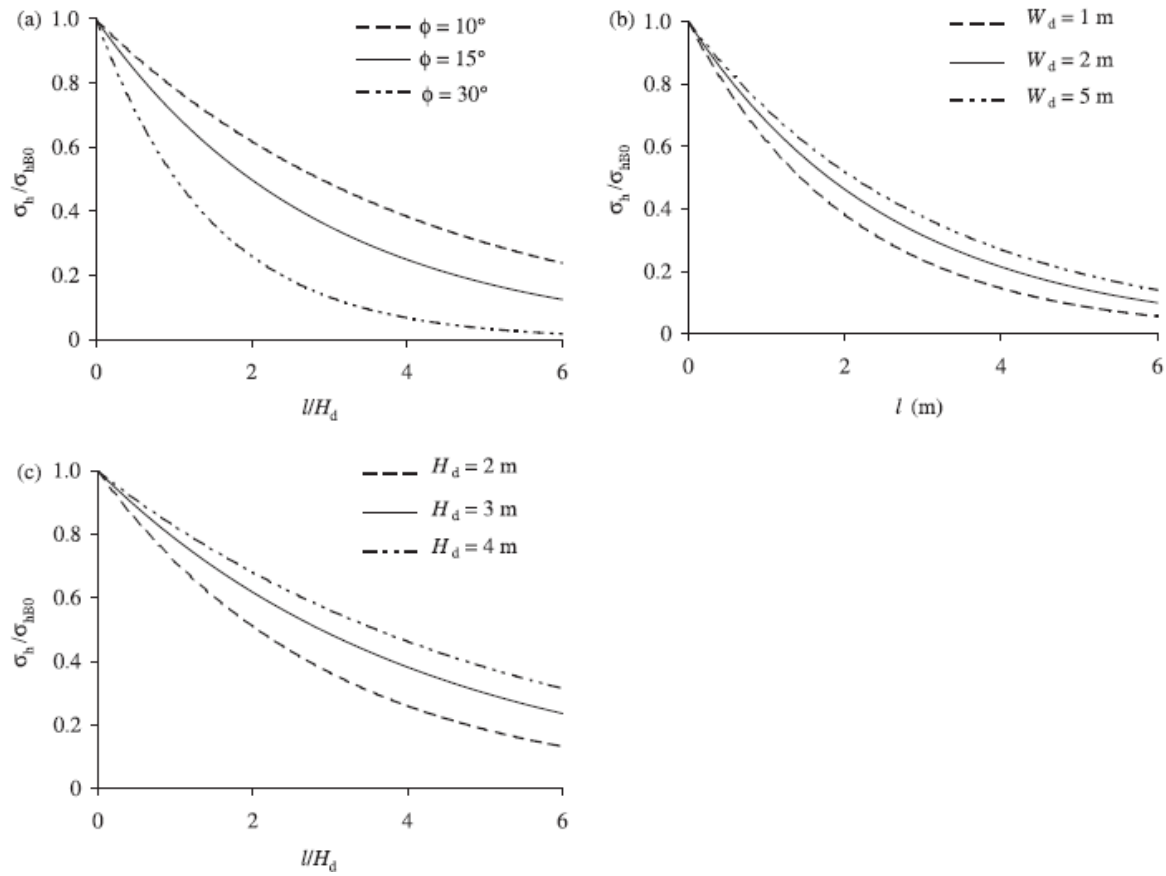 (a)
1.0
0.8
0.6
0.4
0.2
0
σh/σhB0
0 2 4 6
l/Hd
ϕ = 10°
ϕ = 15°
ϕ = 30°
(b)
1.0
0.8
0.6
0.4
0.2
0
σh/σhB0
0 2 4 6
l (m)
Wd = 1 m
Wd = 2 m
Wd = 5 m
(c)
1.0
0.8
0.6
0.4
0.2
0
σh/σhB0
0 2 4 6
l/Hd
Hd = 2 m
Hd = 3 m
Hd = 4 m